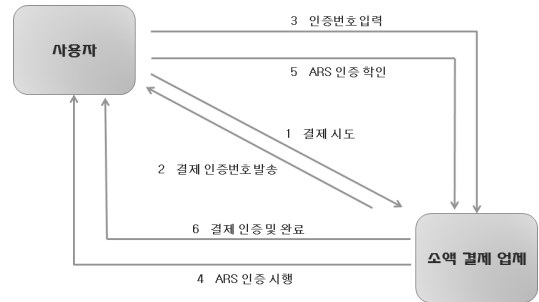 3 인증번호입력
사용자
5 ARS 인증 확인
1 결제 시도
2 결제 인증번호 발송
6 결제 인증 및 완료
소액 결제 업체
4 ARS 인증 시행